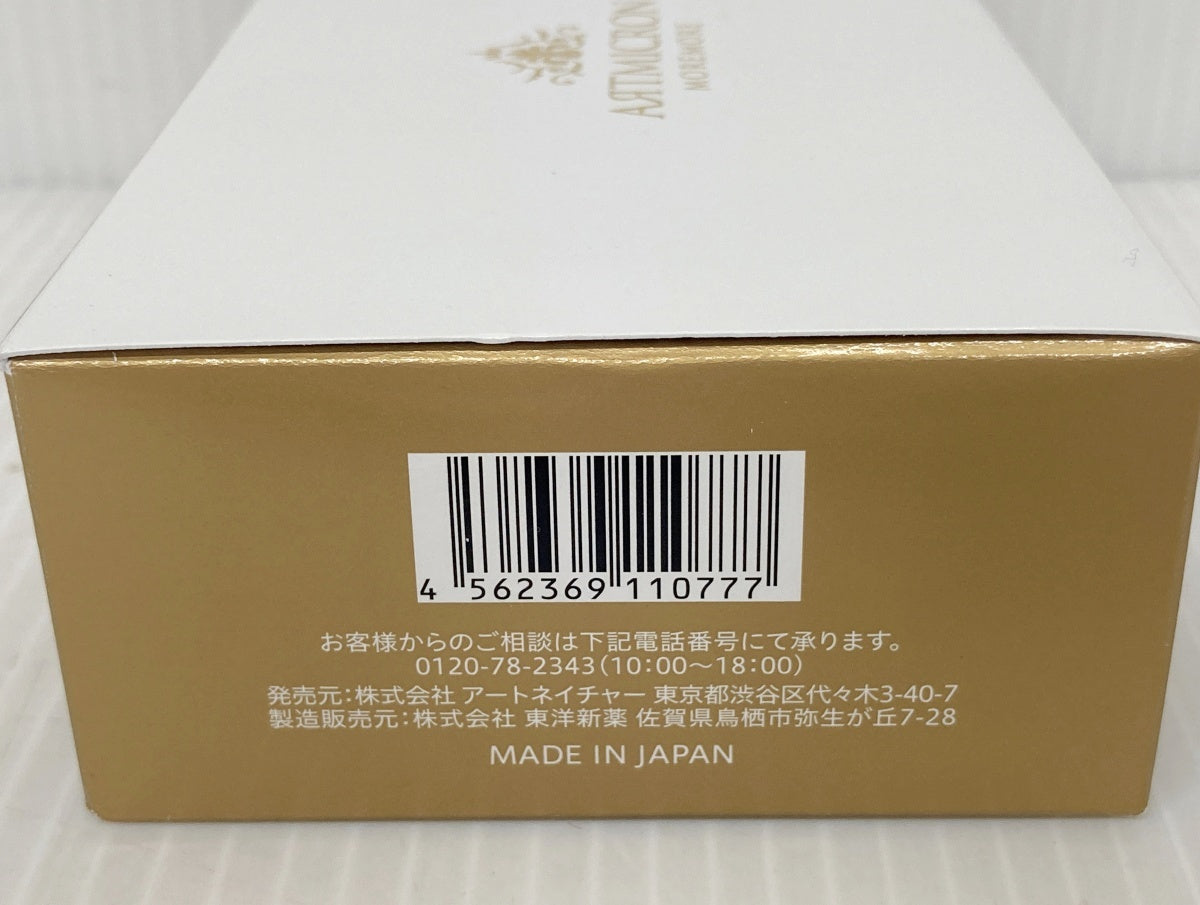 ARTMICRON
MOREMORE
4 562369 110777
お客様からのご相談は下記電話番号にて承ります。
0120-78-2343(10:00〜18:00)
発売元:株式会社 アートネイチャー 東京都渋谷区代々木3-40-7
製造販売元:株式会社 東洋新薬 佐賀県鳥栖市弥生が丘7-28
MADE IN JAPAN